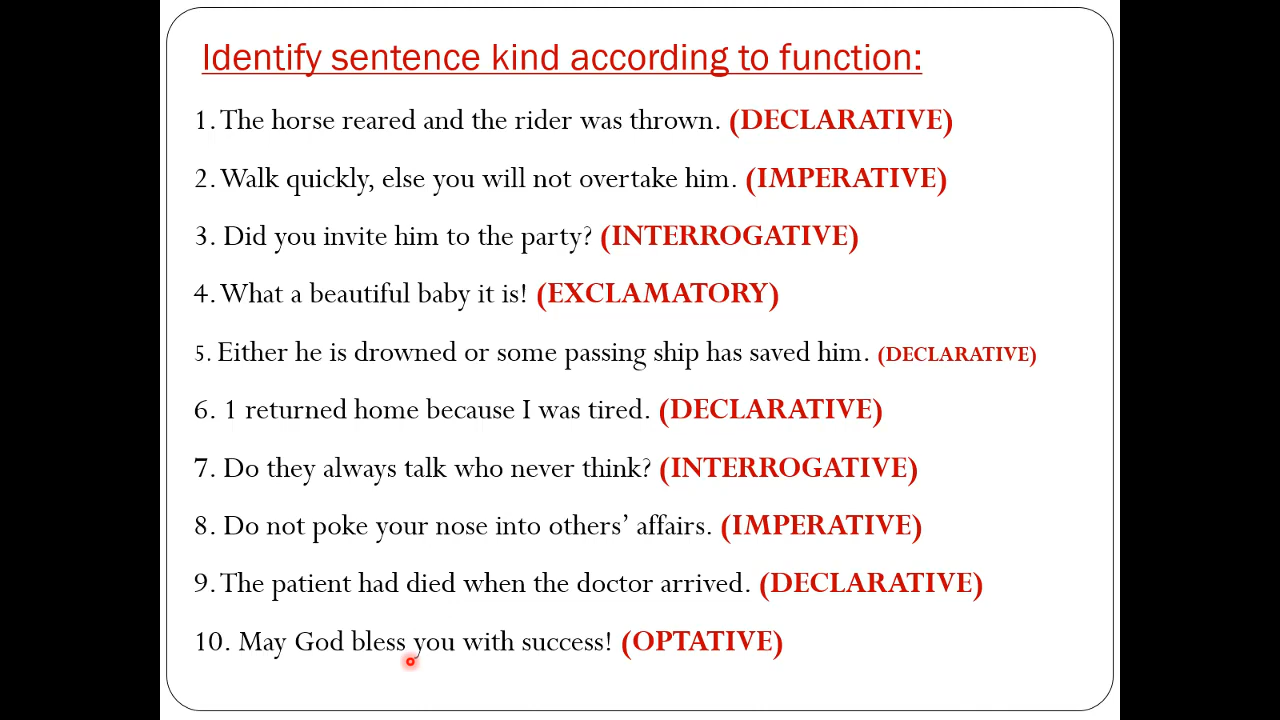 Identify sentence kind according to function:
1. The horse reared and the rider was thrown. (DECLARATIVE)
2. Walk quickly, else you will not overtake him. (IMPERATIVE)
3. Did you invite him to the party? (INTERROGATIVE)
4. What a beautiful baby it is! (EXCLAMATORY)
5. Either he is drowned or some passing ship has saved him. (DECLARATIVE)
6. 1 returned home because I was tired. (DECLARATIVE)
7. Do they always talk who never think? (INTERROGATIVE)
8. Do not poke your nose into others’ affairs. (IMPERATIVE)
9. The patient had died when the doctor arrived. (DECLARATIVE)
10. May God bless you with success! (OPTATIVE)